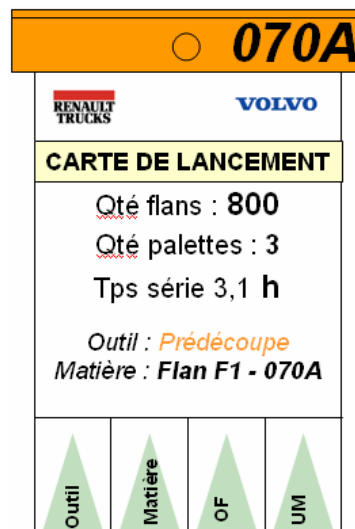 070A
RENAULT
TRUCKS
VOLVO
CARTE DE LANCEMENT
Qté flans : 800
Qté palettes : 3
Tps série 3,1 h
Outil : Prédécoupe
Matière : Flan F1 - 070A
Outil
Matière
OF
UM